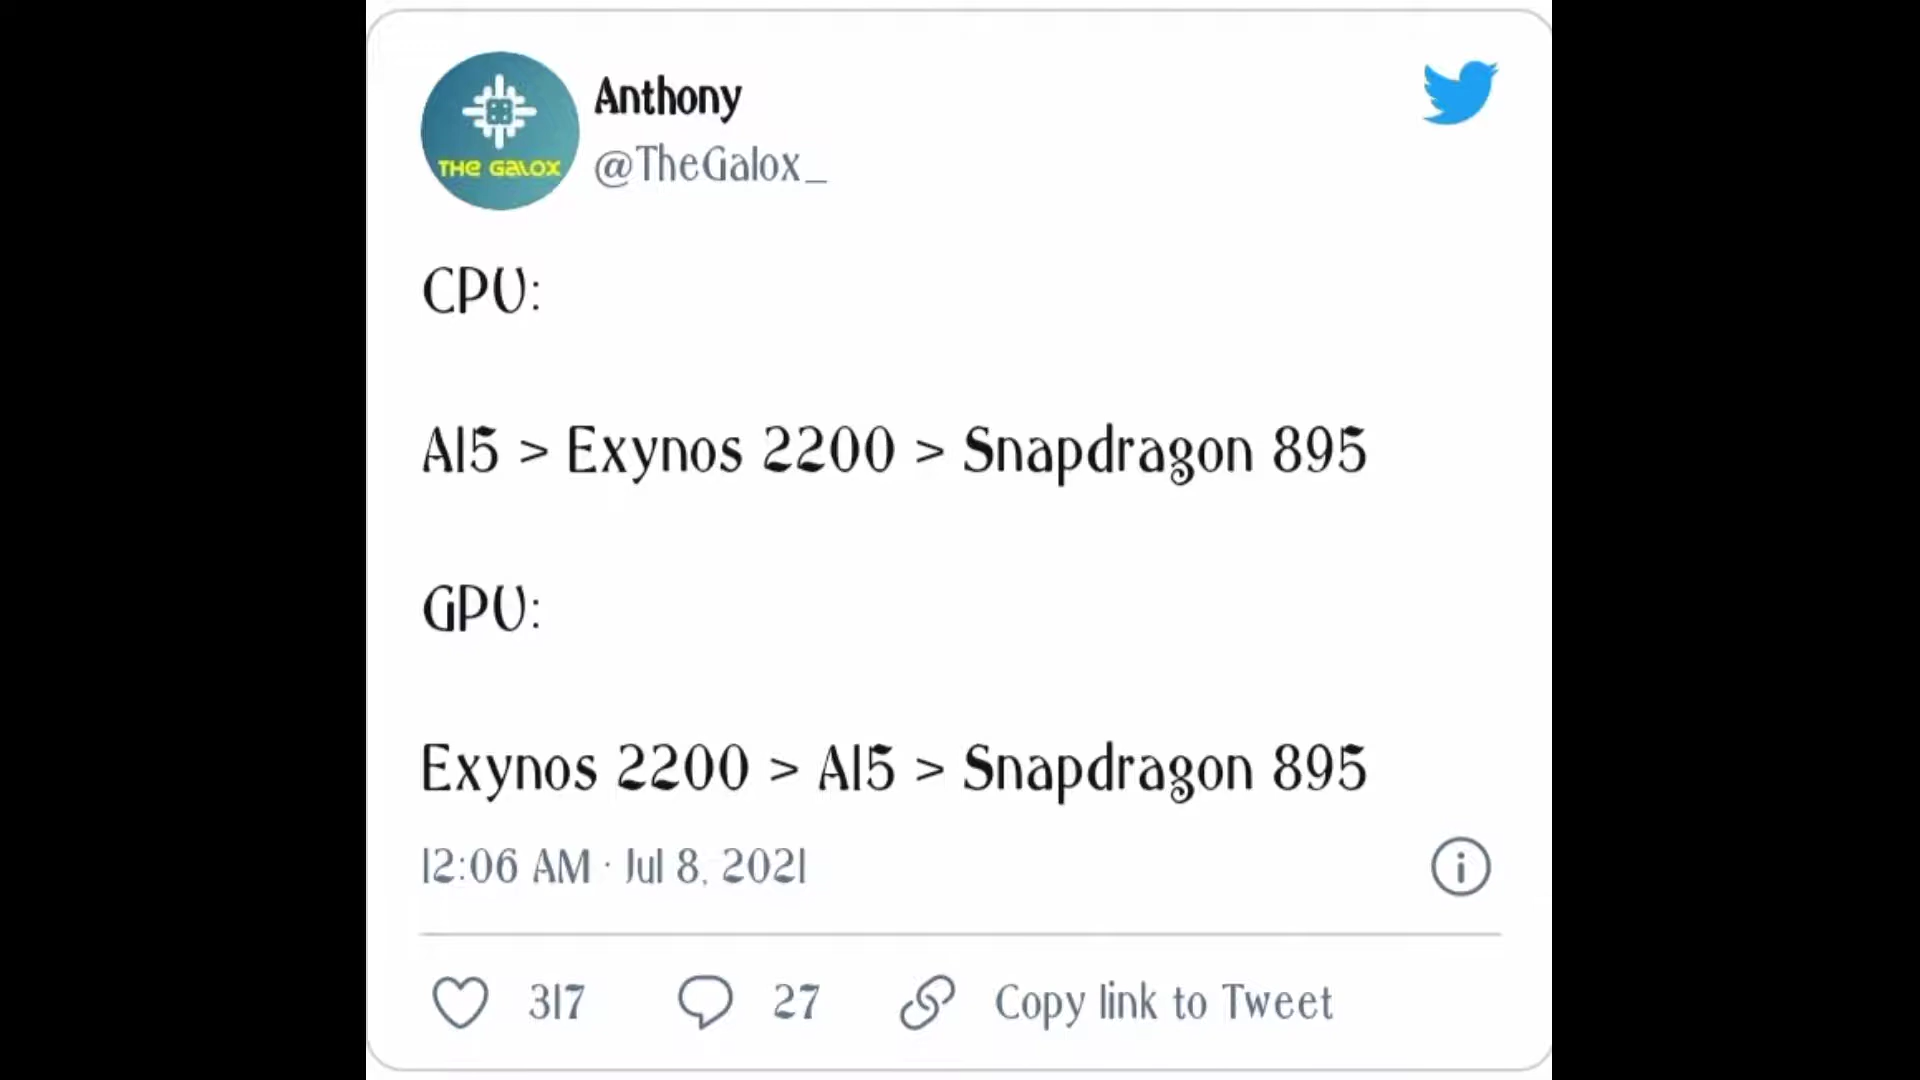 THE GALOX
Anthony
@TheGalox_
CPU:
A15 > Exynos 2200 > Snapdragon 895
GPU:
Exynos 2200 > A15 > Snapdragon 895
12:06 AM · Jul 8, 2021
317 27 Copy link to Tweet